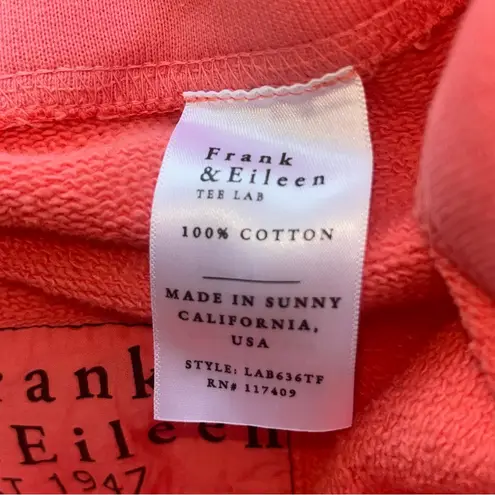 Frank
& Eileen
TEE LAB
100% COTTON
MADE IN SUNNY
CALIFORNIA,
USA
STYLE: LAB636TF
RN# 117409
rank
Eileen
T 1947